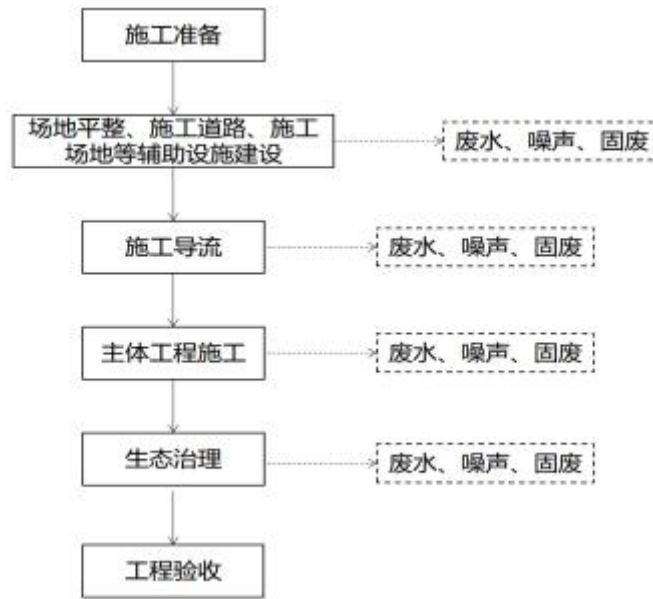 施工准备
场地平整、施工道路、施工
场地等辅助设施建设
废水、噪声、固废
施工导流
废水、噪声、固废
主体工程施工
废水、噪声、固废
生态治理
废水、噪声、固废
工程验收